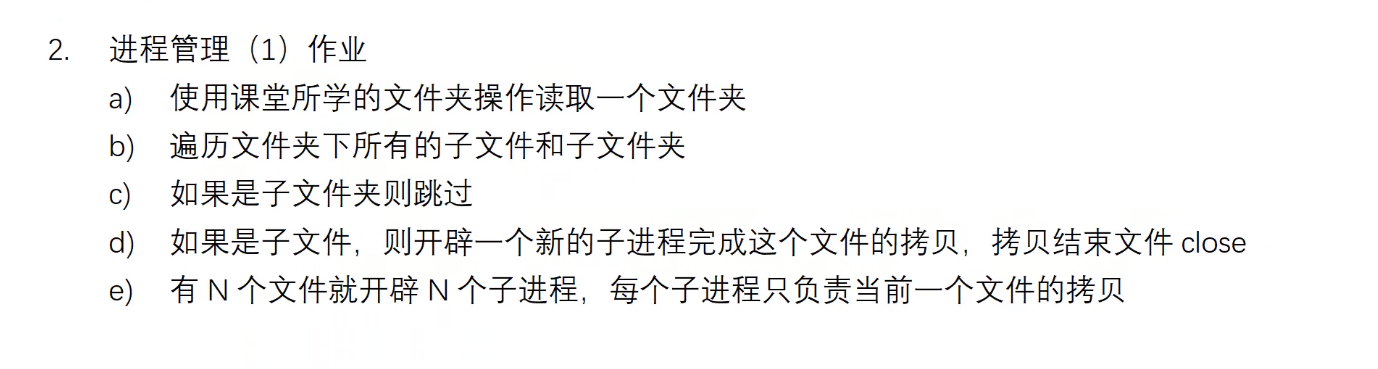 2. 进程管理（1）作业
a) 使用课堂所学的文件夹操作读取一个文件夹
b) 遍历文件夹下所有的子文件和子文件夹
c) 如果是子文件夹则跳过
d) 如果是子文件，则开辟一个新的子进程完成这个文件的拷贝，拷贝结束文件 close
e) 有 N 个文件就开辟 N 个子进程，每个子进程只负责当前一个文件的拷贝